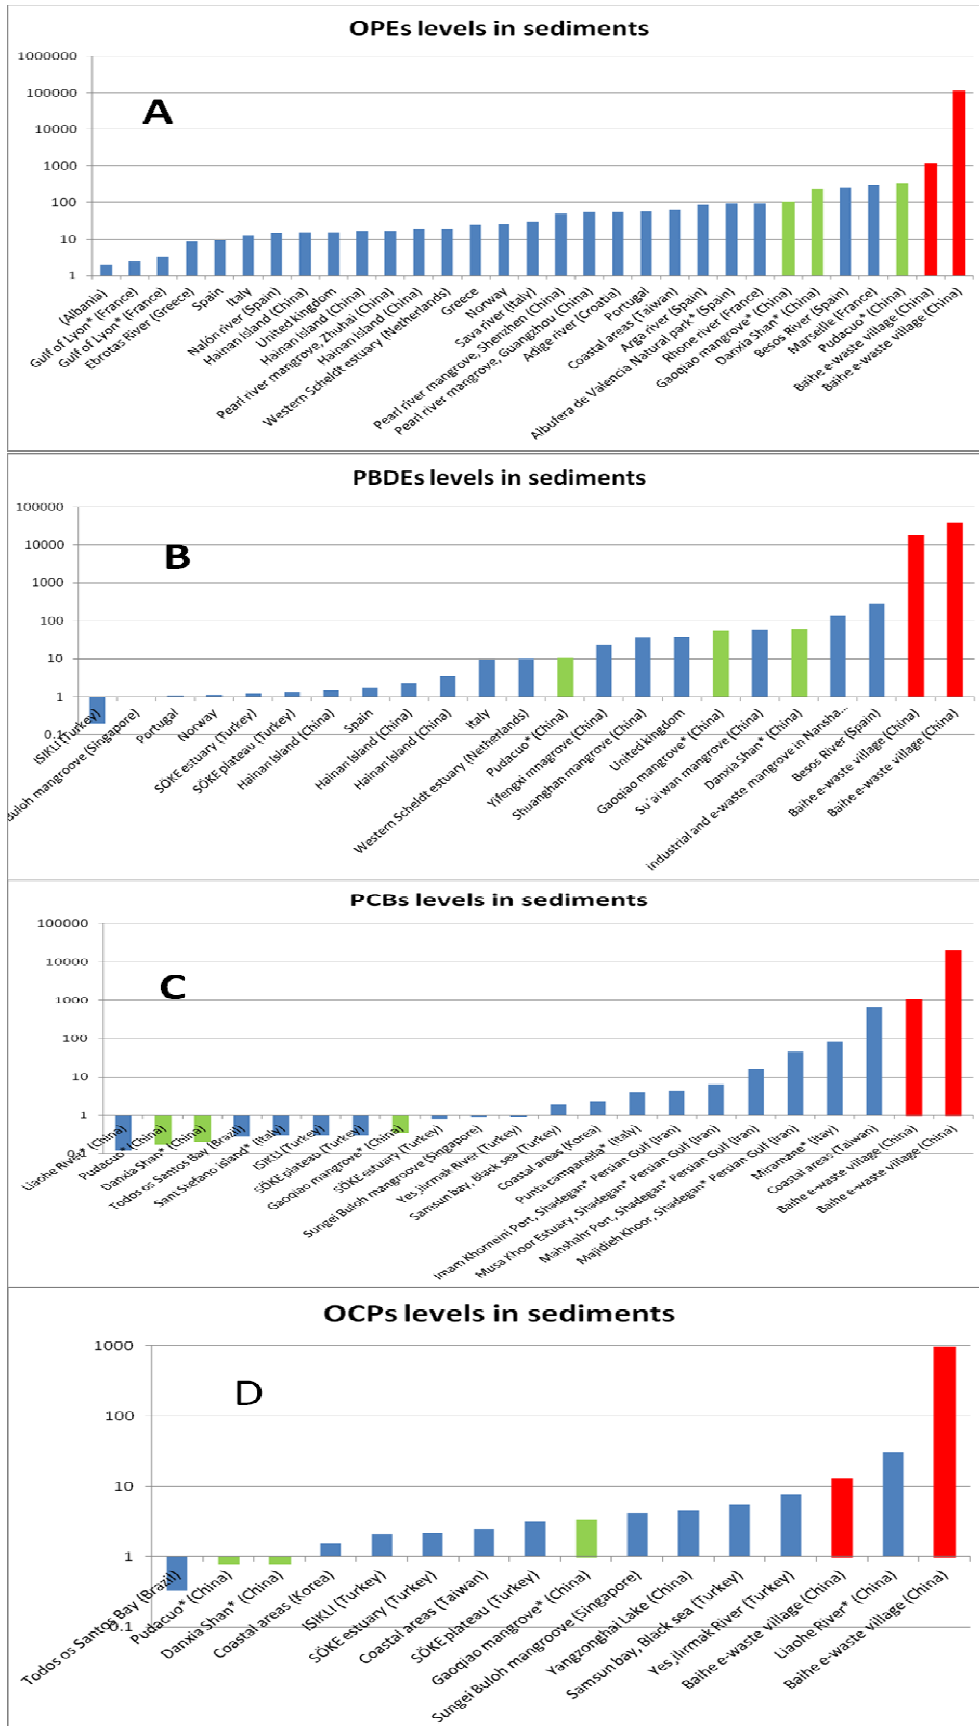 OPEs levels in sediments
1000000
100000
10000
1000
100
10
1
A
(Albania)
Gulf of Lyon* (France)
Gulf of Lyon* (France)
Ebrotas River (Greece)
Spain
Italy
Nalón river (Spain)
Hainan island (China)
United Kingdom
Hainan island (China)
Pearl river mangrove, Zhuhai (China)
Hainan island (China)
Western Scheldt estuary (Netherlands)
Greece
Norway
Sava river (Italy)
Pearl river mangrove, Shenzhen (China)
Pearl river mangrove, Guangzhou (China)
Adige river (Croatia)
Portugal
Coastal areas (Taiwan)
Arga river (Spain)
Albufera de Valencia Natural park* (Spain)
Rhone river (France)
Gaoqiao mangrove* (China)
Danxia Shan* (China)
Besos River (Spain)
Marseille (France)
Pudacuo* (China)
Baihe e-waste village (China)
Baihe e-waste village (China)
PBDEs levels in sediments
100000
10000
1000
100
10
1
0.1
B
ISIKLI (Turkey)
Buloh mangroove (Singapore)
Portugal
Norway
SÖKE estuary (Turkey)
SÖKE plateau (Turkey)
Hainan Island (China)
Spain
Hainan Island (China)
Hainan Island (China)
Italy
Western Scheldt estuary (Netherlands)
Pudacuo* (China)
Yifengxi mangrove (China)
Shuanghan mangrove (China)
United kingdom
Gaoqiao mangrove* (China)
Su'ai wan mangrove (China)
Danxia Shan* (China)
industrial and e-waste mangrove in Nansha...
Besos River (Spain)
Baihe e-waste village (China)
Baihe e-waste village (China)
PCBs levels in sediments
100000
10000
1000
100
10
1
0.1
C
Liaohe River* (China)
Pudacuo* (China)
Danxia Shan* (China)
Todos os Santos Bay (Brazil)
Sant Stefano island* (Italy)
ISIKLI (Turkey)
SÖKE plateau (Turkey)
Gaoqiao mangrove* (China)
SÖKE estuary (Turkey)
Sungei Buloh mangroove (Singapore)
Yes jlirmak River (Turkey)
Samsun bay, Black sea (Turkey)
Coastal areas (Korea)
Punta Campanela* (Italy)
Imam Khomeini Port, Shadegan* Persian Gulf (Iran)
Musa Khoor Estuary, Shadegan* Persian Gulf (Iran)
Mahshahr Port, Shadegan* Persian Gulf (Iran)
Majidieh Khoor, Shadegan* Persian Gulf (Iran)
Miramare* (Italy)
Coastal areas (Taiwan)
Baihe e-waste village (China)
Baihe e-waste village (China)
OCPs levels in sediments
1000
100
10
1
0.1
D
Todos os Santos Bay (Brazil)
Pudacuo* (China)
Danxia Shan* (China)
Coastal areas (Korea)
ISIKLI (Turkey)
SÖKE estuary (Turkey)
Coastal areas (Taiwan)
SÖKE plateau (Turkey)
Gaoqiao mangrove* (China)
Sungei Buloh mangroove (Singapore)
Yangzonghai Lake (China)
Samsun bay, Black sea (Turkey)
Yes jlirmak River (Turkey)
Baihe e-waste village (China)
Liaohe River* (China)
Baihe e-waste village (China)